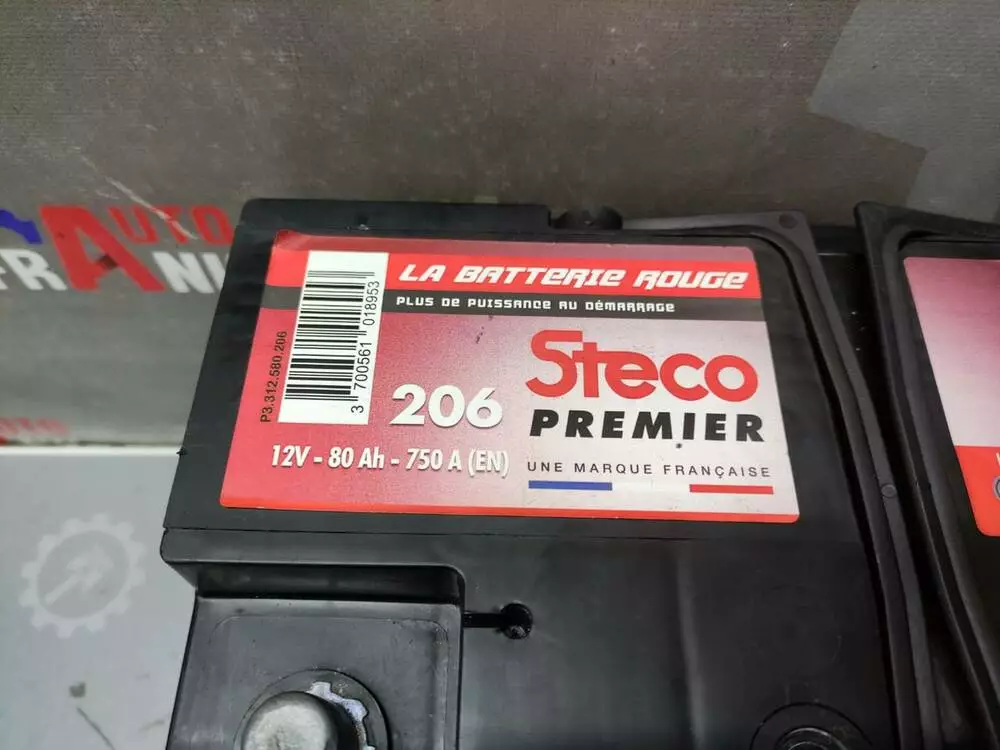 LA BATTERIE ROUGE
PLUS DE PUISSANCE AU DÉMARRAGE
3 700561 018953
P3.312.580.206
206
12V - 80 Ah - 750 A (EN)
Steco
PREMIER
UNE MARQUE FRANÇAISE
AUTO